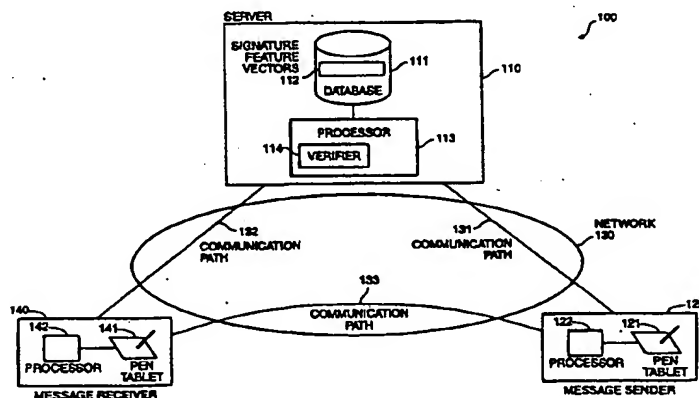 SERVER
100
SIGNATURE
FEATURE
VECTORS
112
111
DATABASE
110
PROCESSOR
113
114
VERIFIER
132
COMMUNICATION
PATH
131
COMMUNICATION
PATH
NETWORK
130
133
COMMUNICATION
PATH
140
142
141
PROCESSOR
PEN
TABLET
MESSAGE RECEIVER
122
121
PROCESSOR
PEN
TABLET
MESSAGE SENDER